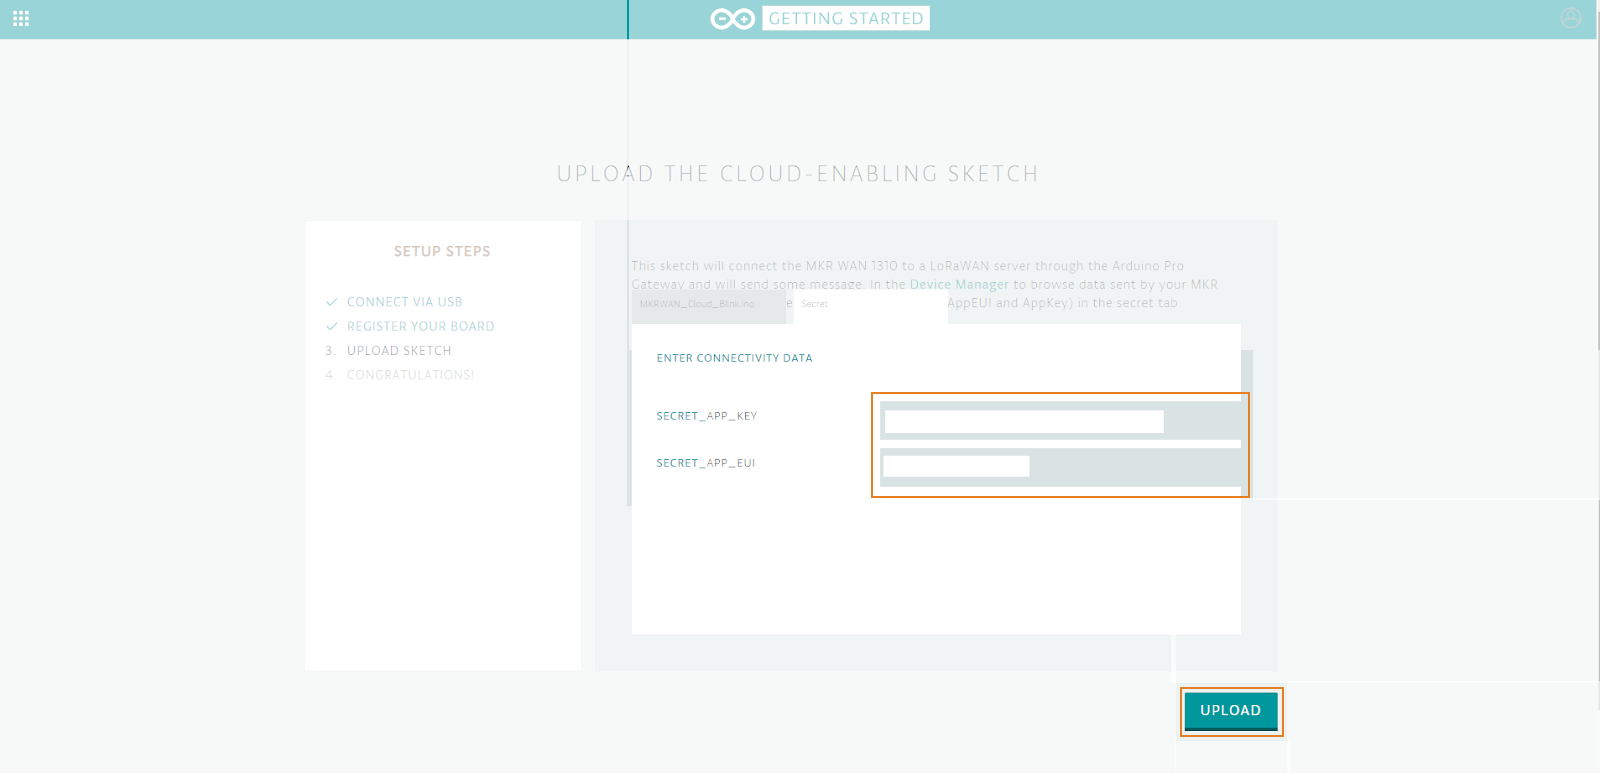 GETTING STARTED
UPLOAD THE CLOUD-ENABLING SKETCH
SETUP STEPS
CONNECT VIA USB
REGISTER YOUR BOARD
3. UPLOAD SKETCH
4. CONGRATULATIONS!
This sketch will connect the MKR WAN 1310 to a LoRaWAN server through the Arduino Pro
Gateway and will send some message. In the Device Manager to browse data sent by your MKR
AppEUI and AppKey) in the secret tab.
MKRWAN_Cloud_Blink.ino
Secret
ENTER CONNECTIVITY DATA
SECRET_APP_KEY
SECRET_APP_EUI
UPLOAD